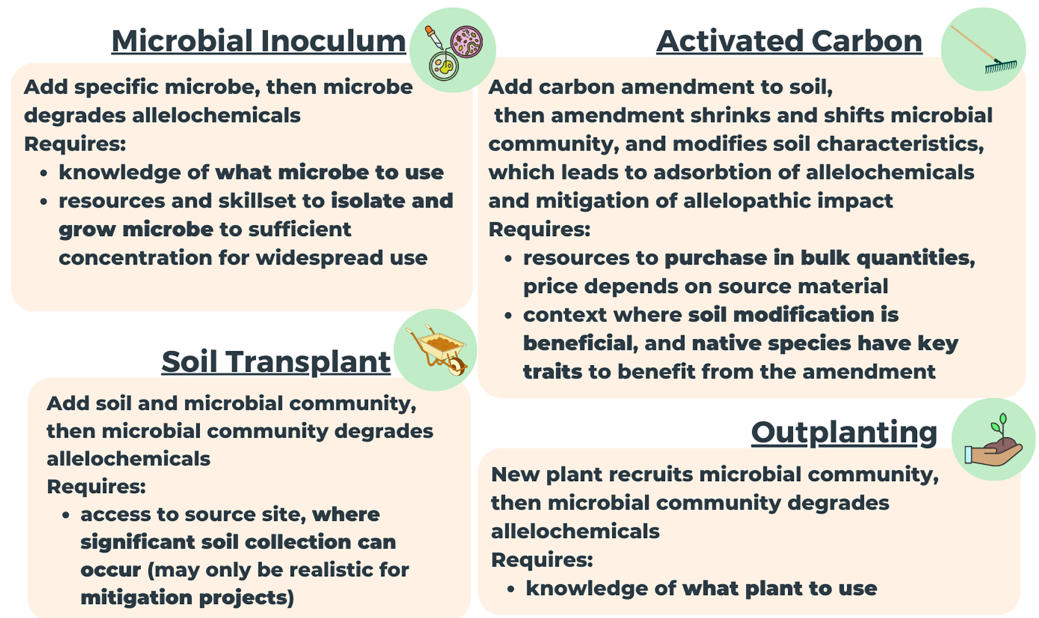 Microbial Inoculum
Add specific microbe, then microbe
degrades allelochemicals
Requires:
• knowledge of what microbe to use
• resources and skillset to isolate and
grow microbe to sufficient
concentration for widespread use
Activated Carbon
Add carbon amendment to soil,
then amendment shrinks and shifts microbial
community, and modifies soil characteristics,
which leads to adsorbtion of allelochemicals
and mitigation of allelopathic impact
Requires:
• resources to purchase in bulk quantities,
price depends on source material
• context where soil modification is
beneficial, and native species have key
traits to benefit from the amendment
Soil Transplant
Add soil and microbial community,
then microbial community degrades
allelochemicals
Requires:
• access to source site, where
significant soil collection can
occur (may only be realistic for
mitigation projects)
Outplanting
New plant recruits microbial community,
then microbial community degrades
allelochemicals
Requires:
• knowledge of what plant to use